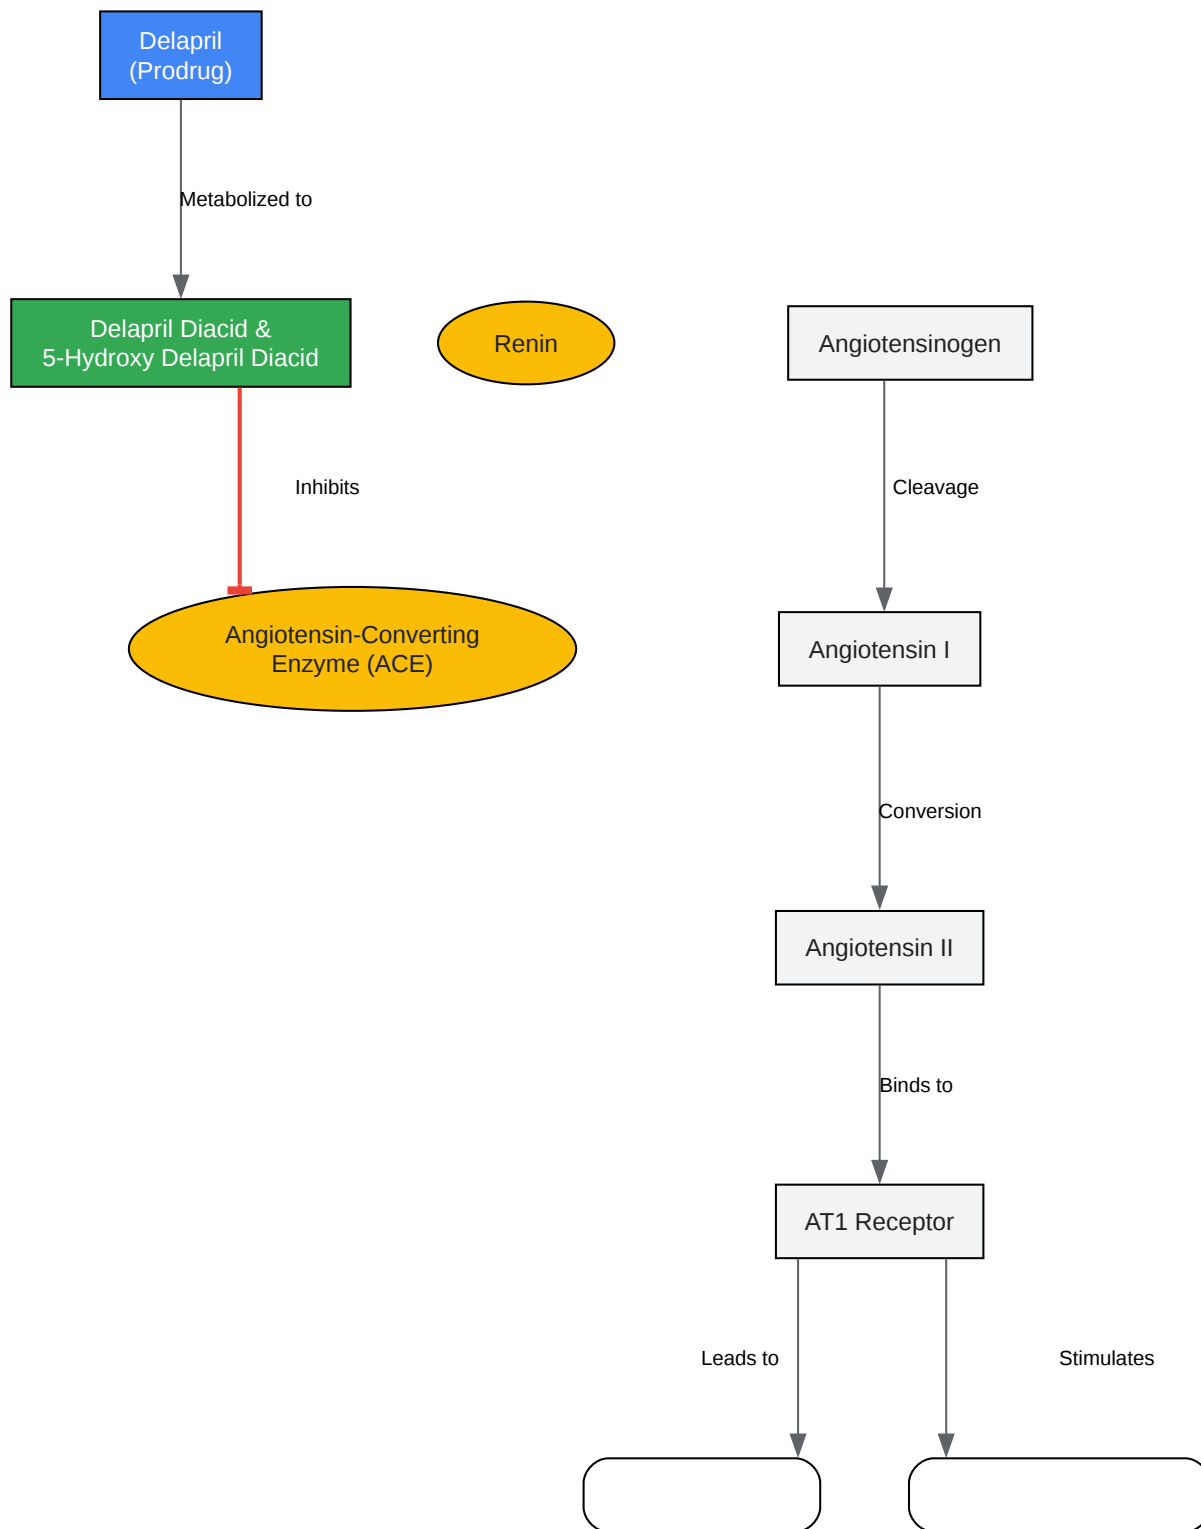 Delapril
(Prodrug)
Metabolized to
Delapril Diacid &
5-Hydroxy Delapril Diacid
Renin
Angiotensinogen
Inhibits
Cleavage
Angiotensin-Converting
Enzyme (ACE)
Angiotensin I
Conversion
Angiotensin II
Binds to
AT1 Receptor
Leads to
Stimulates